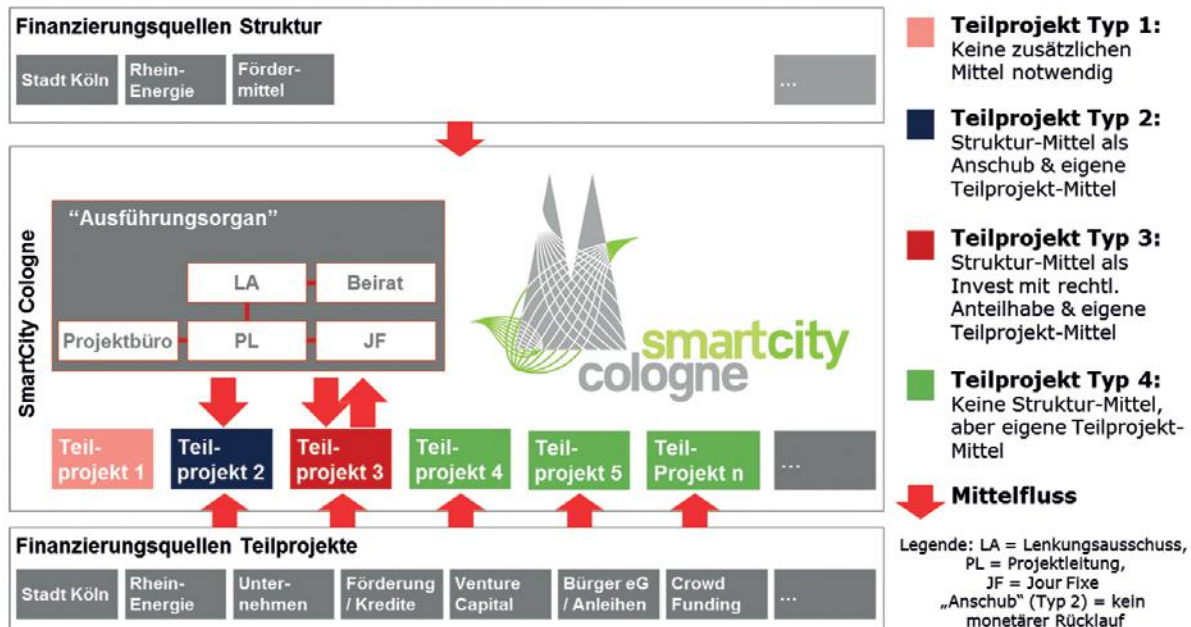 Finanzierungsquellen Struktur
Stadt Köln
Rhein-
Energie
Förder-
mittel
...
SmartCity Cologne
"Ausführungsorgan"
LA
Beirat
Projektbüro
PL
JF
smartcity
cologne
Teil-
projekt 1
Teil-
projekt 2
Teil-
projekt 3
Teil-
projekt 4
Teil-
projekt 5
Teil-
Projekt n
...
Finanzierungsquellen Teilprojekte
Stadt Köln
Rhein-
Energie
Unter-
nehmen
Förderung
/ Kredite
Venture
Capital
Bürger eG
/ Anleihen
Crowd
Funding
...
Teilprojekt Typ 1:
Keine zusätzlichen
Mittel notwendig
Teilprojekt Typ 2:
Struktur-Mittel als
Anschub & eigene
Teilprojekt-Mittel
Teilprojekt Typ 3:
Struktur-Mittel als
Invest mit rechtl.
Anteilhabe & eigene
Teilprojekt-Mittel
Teilprojekt Typ 4:
Keine Struktur-Mittel,
aber eigene Teilprojekt-
Mittel
Mittelfluss
Legende: LA = Lenkungsausschuss,
PL = Projektleitung,
JF = Jour Fixe
„Anschub" (Typ 2) = kein
monetärer Rücklauf